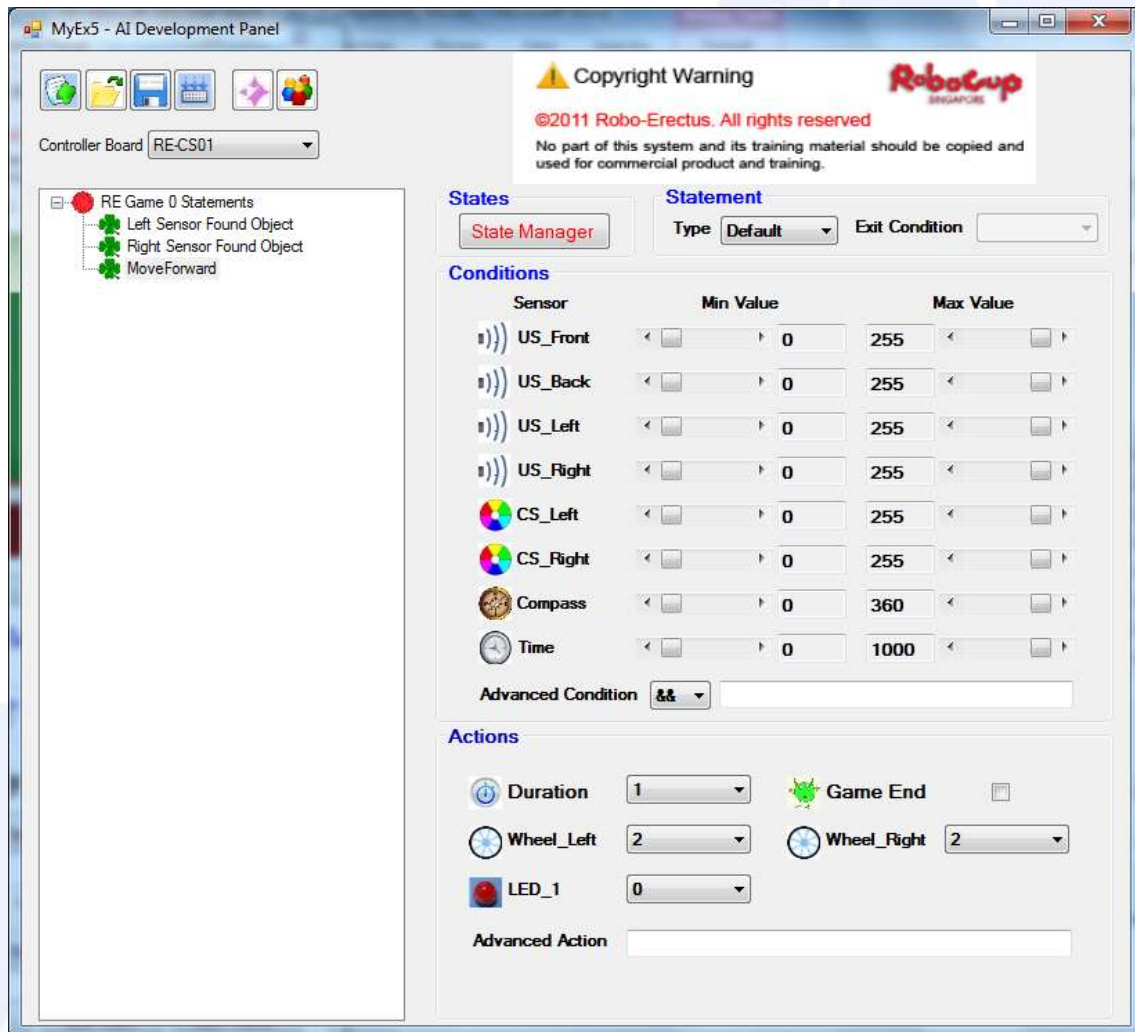 MyEx5 - AI Development Panel
Copyright Warning
RoboCup
SINGAPORE
©2011 Robo-Erectus. All rights reserved
No part of this system and its training material should be copied and
used for commercial product and training.
Controller Board RE-CS01
RE Game 0 Statements
Left Sensor Found Object
Right Sensor Found Object
MoveForward
States
State Manager
Statement
Type Default Exit Condition
Conditions
Sensor Min Value Max Value
US_Front 0 255
US_Back 0 255
US_Left 0 255
US_Right 0 255
CS_Left 0 255
CS_Right 0 255
Compass 0 360
Time 0 1000
Advanced Condition &&
Actions
Duration 1 Game End
Wheel_Left 2 Wheel_Right 2
LED_1 0
Advanced Action